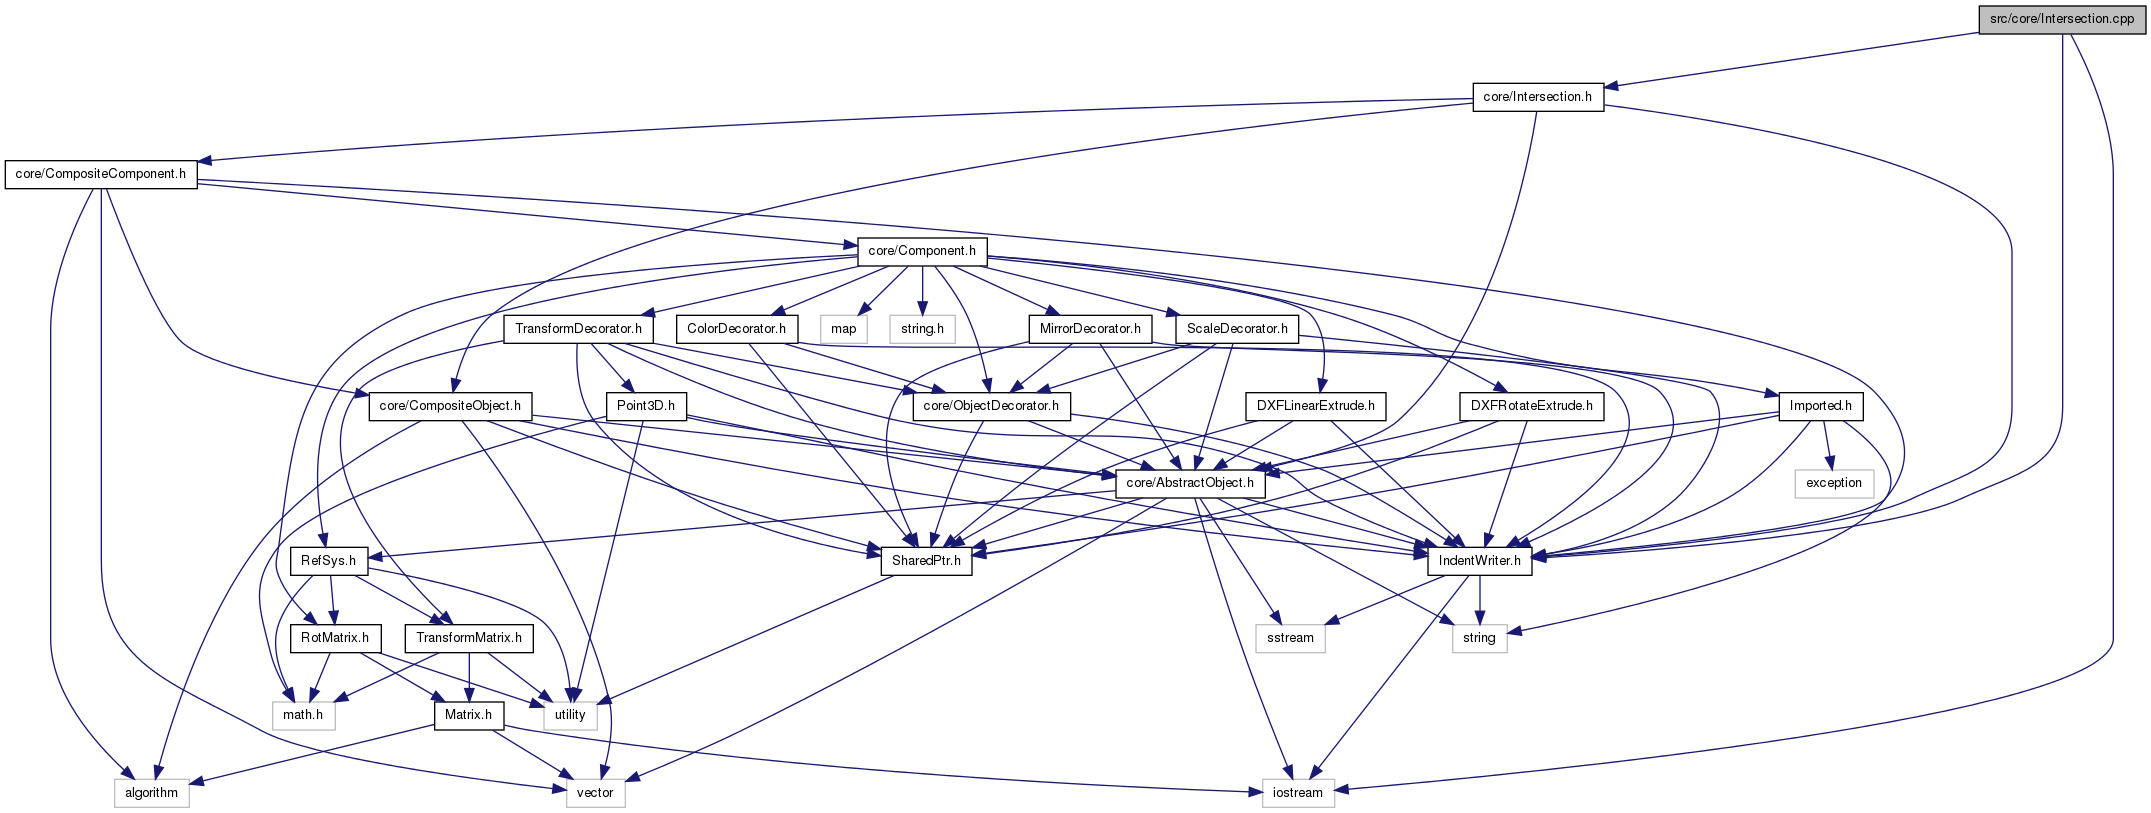 src/core/Intersection.cpp
core/Intersection.h
core/CompositeComponent.h
core/Component.h
TransformDecorator.h
ColorDecorator.h
map
string.h
MirrorDecorator.h
ScaleDecorator.h
core/CompositeObject.h
Point3D.h
core/ObjectDecorator.h
DXFLinearExtrude.h
DXFRotateExtrude.h
Imported.h
core/AbstractObject.h
exception
RefSys.h
SharedPtr.h
IndentWriter.h
RotMatrix.h
TransformMatrix.h
sstream
string
math.h
Matrix.h
utility
algorithm
vector
iostream